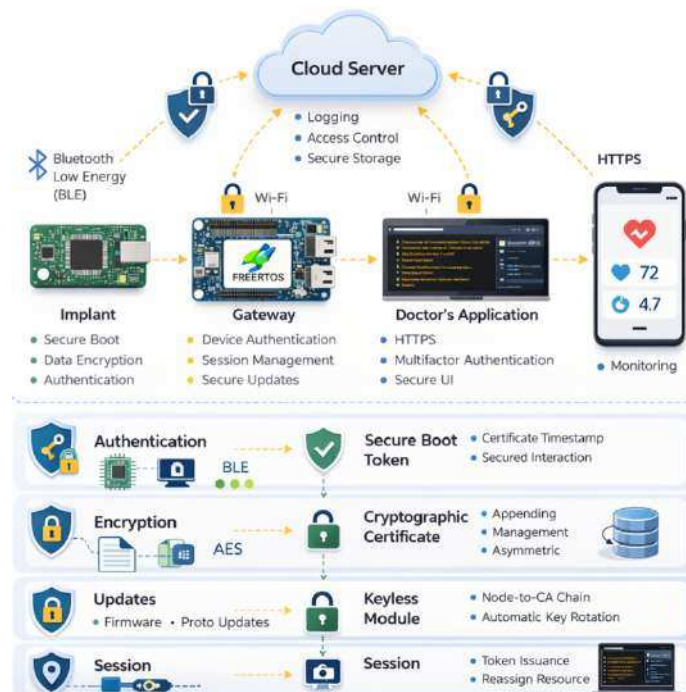 Cloud Server
Logging
Access Control
Secure Storage
Bluetooth
Low Energy
(BLE)
HTTPS
Wi-Fi
Wi-Fi
FREERTOS
72
4.7
Implant
Secure Boot
Data Encryption
Authentication
Gateway
Device Authentication
Session Management
Secure Updates
Doctor's Application
HTTPS
Multifactor Authentication
Secure UI
Monitoring
Authentication
BLE
Secure Boot
Token
Certificate Timestamp
Secured Interaction
Encryption
AES
Cryptographic
Certificate
Appending
Management
Asymmetric
Updates
Firmware • Proto Updates
Keyless
Module
Node-to-CA Chain
Automatic Key Rotation
Session
Session
Token Issuance
Reassign Resource